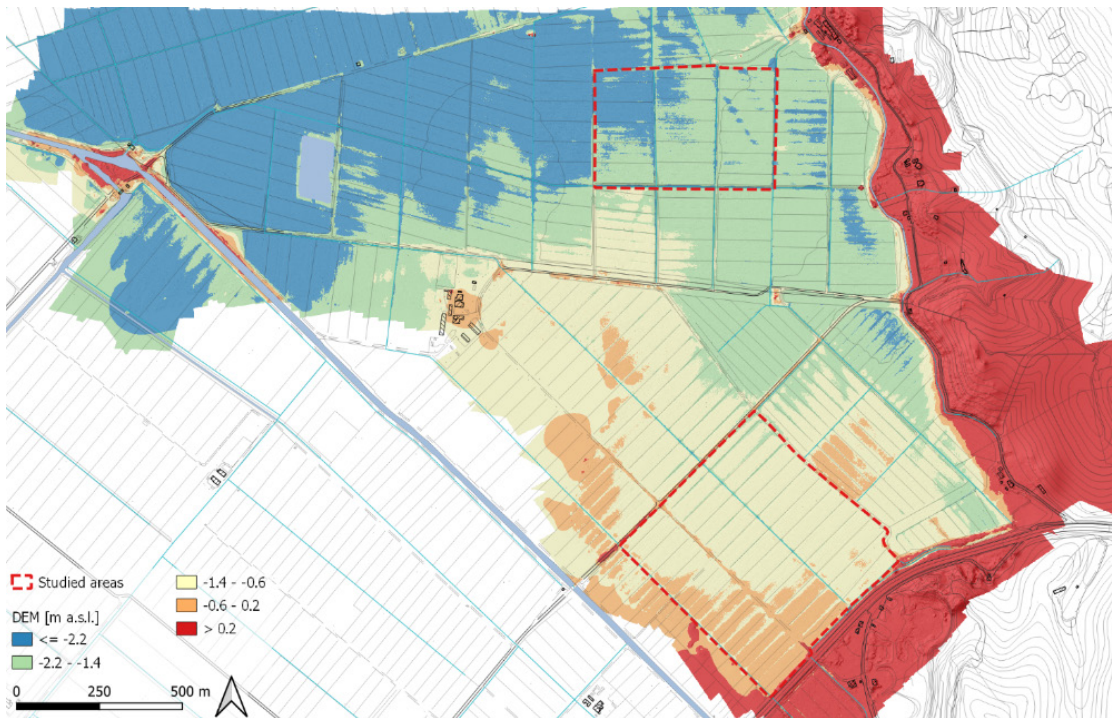 Studied areas
DEM [m a.s.l.]
<= -2.2
-2.2 - -1.4
-1.4 - -0.6
-0.6 - 0.2
> 0.2
0 250 500 m